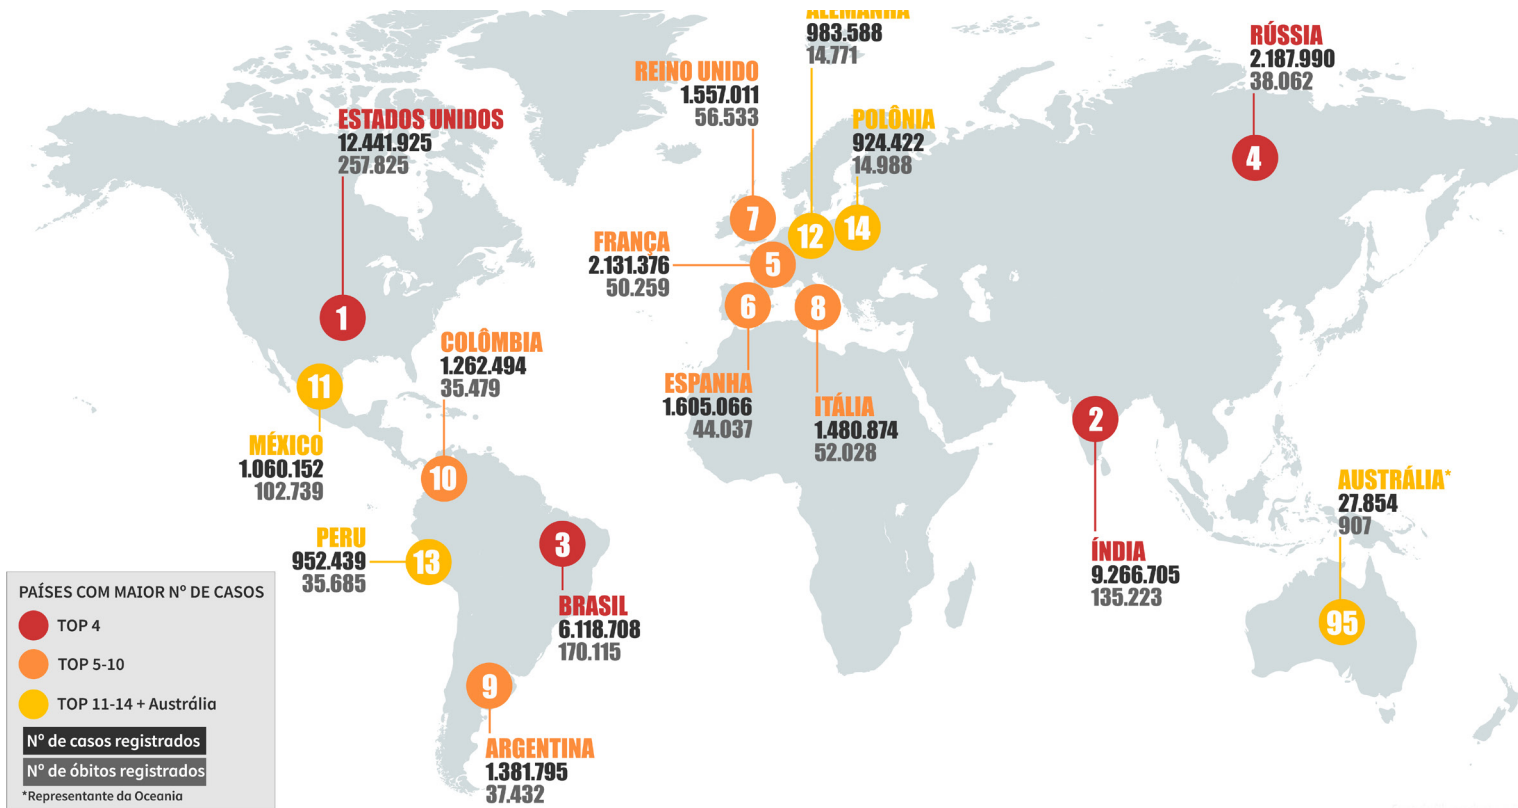 ALEMANHA
983.588
14.771
RÚSSIA
2.187.990
38.062
REINO UNIDO
1.557.011
56.533
ESTADOS UNIDOS
12.441.925
257.825
POLÔNIA
924.422
14.988
4
7
12
14
FRANÇA
2.131.376
50.259
5
6
8
1
COLÔMBIA
1.262.494
35.479
11
ESPANHA
1.605.066
44.037
ITÁLIA
1.480.874
52.028
2
MÉXICO
1.060.152
102.739
10
AUSTRÁLIA*
27.854
907
PERU
952.439
35.685
13
3
ÍNDIA
9.266.705
135.223
BRASIL
6.118.708
170.115
95
9
ARGENTINA
1.381.795
37.432
PAÍSES COM MAIOR Nº DE CASOS
TOP 4
TOP 5-10
TOP 11-14 + Austrália
Nº de casos registrados
Nº de óbitos registrados
*Representante da Oceania